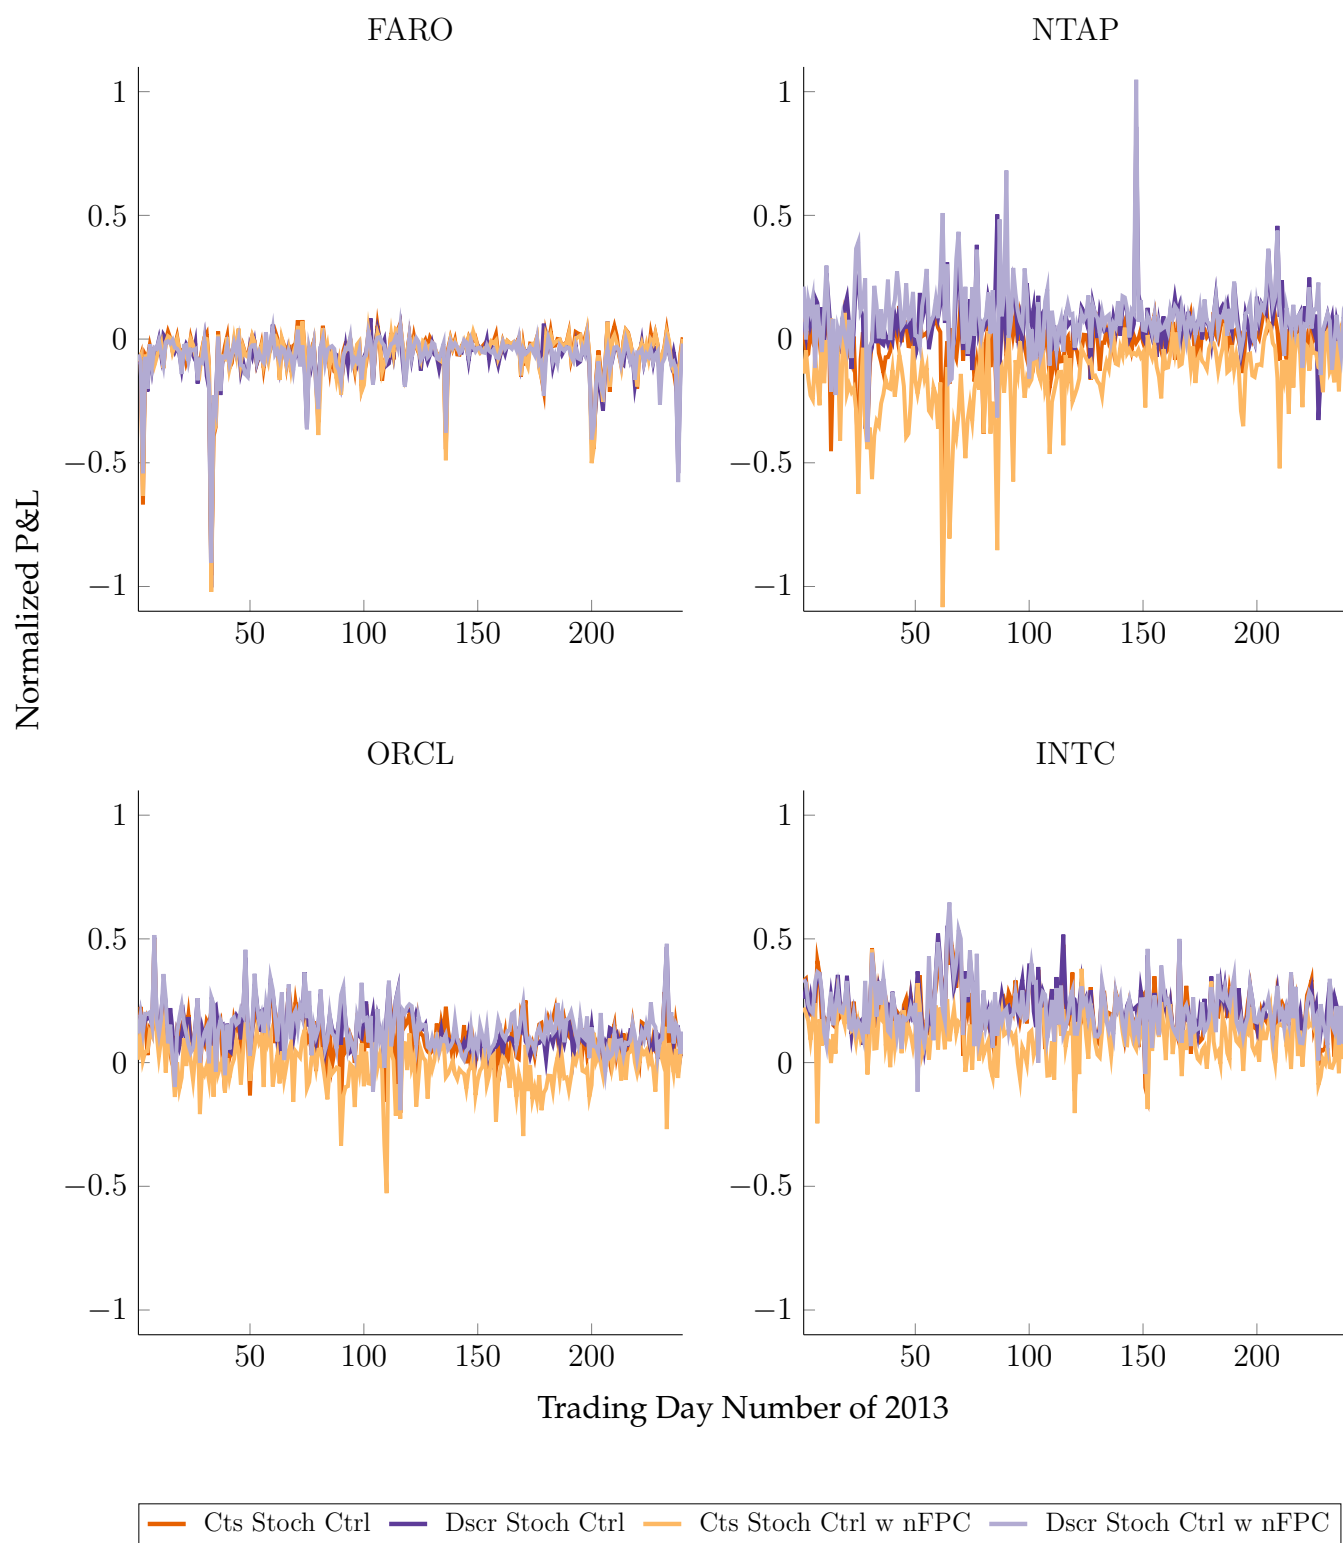 FARO
NTAP
1
0.5
0
−0.5
−1
50 100 150 200
1
0.5
0
−0.5
−1
50 100 150 200
Normalized P&L
ORCL
INTC
1
0.5
0
−0.5
−1
50 100 150 200
1
0.5
0
−0.5
−1
50 100 150 200
Trading Day Number of 2013
Cts Stoch Ctrl Dscr Stoch Ctrl Cts Stoch Ctrl w nFPC Dscr Stoch Ctrl w nFPC